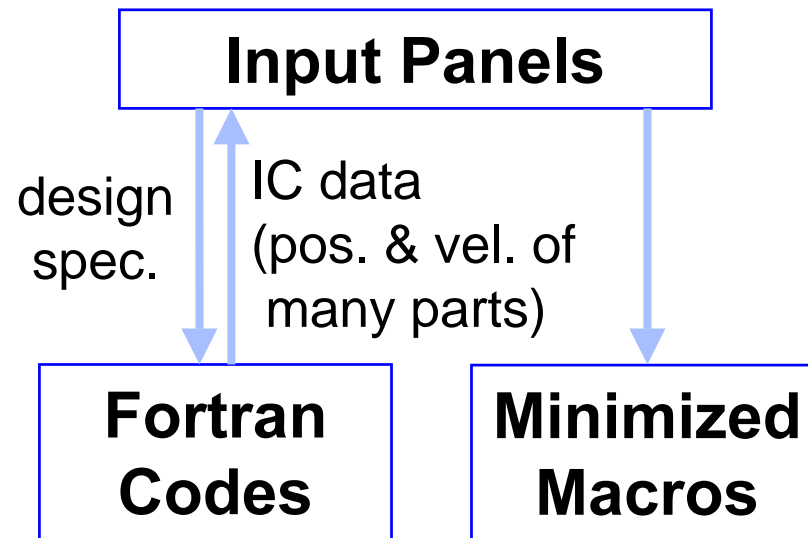 Input Panels
design
spec.
IC data
(pos. & vel. of
many parts)
Fortran
Codes
Minimized
Macros